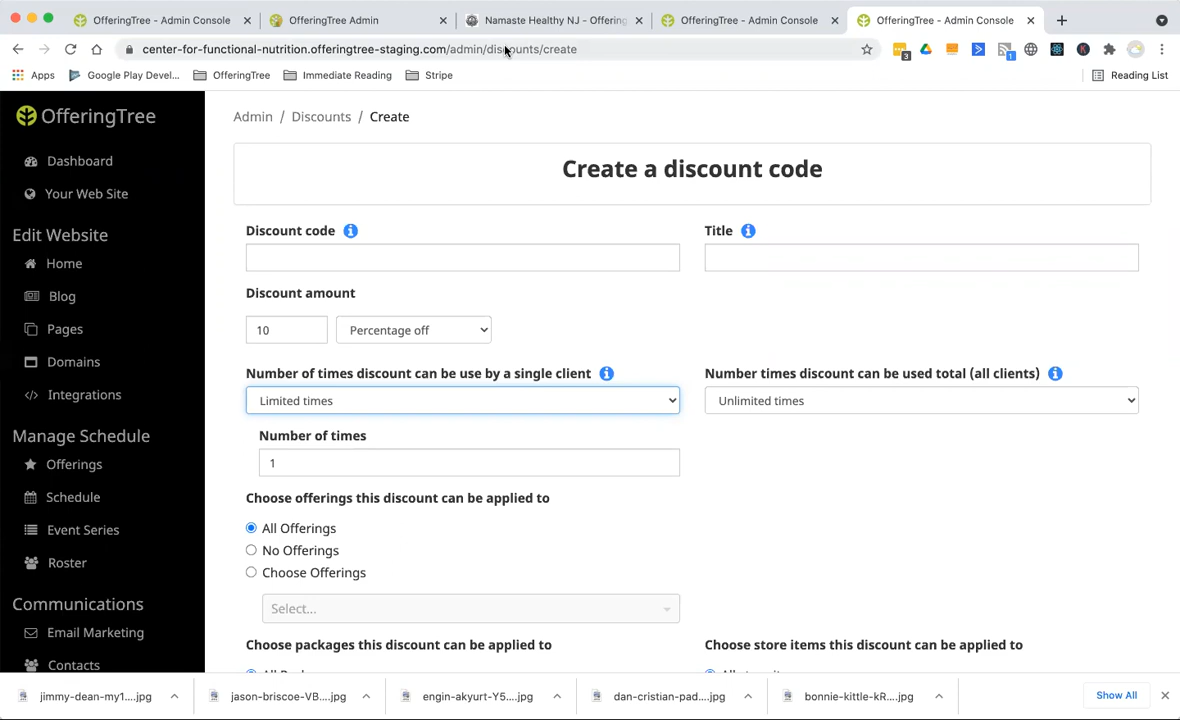 OfferingTree - Admin Console
OfferingTree Admin
Namaste Healthy NJ - Offering
OfferingTree - Admin Console
OfferingTree - Admin Console
center-for-functional-nutrition.offeringtree-staging.com/admin/discounts/create
3
1
K
Apps
Google Play Devel...
OfferingTree
Immediate Reading
Stripe
Reading List
OfferingTree
Dashboard
Your Web Site
Edit Website
Home
Blog
Pages
Domains
Integrations
Manage Schedule
Offerings
Schedule
Event Series
Roster
Communications
Email Marketing
Contacts
Admin / Discounts / Create
Create a discount code
Discount code
Title
Discount amount
10
Percentage off
Number of times discount can be use by a single client
Number times discount can be used total (all clients)
Limited times
Unlimited times
Number of times
1
Choose offerings this discount can be applied to
All Offerings
No Offerings
Choose Offerings
Select...
Choose packages this discount can be applied to
Choose store items this discount can be applied to
jimmy-dean-my1....jpg
jason-briscoe-VB....jpg
engin-akyurt-Y5....jpg
dan-cristian-pad....jpg
bonnie-kittle-kR....jpg
Show All